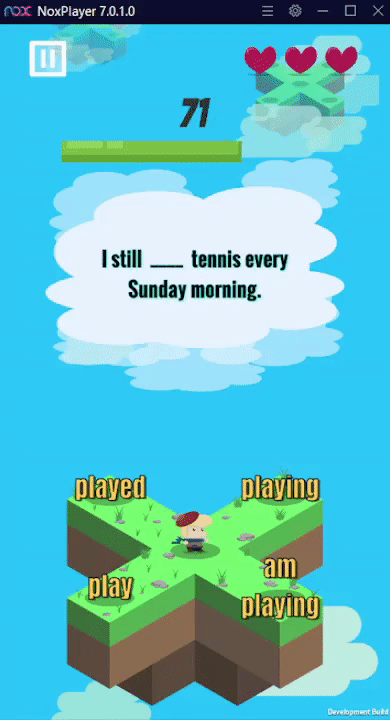 nox NoxPlayer 7.0.1.0
71
I still ____ tennis every
Sunday morning.
played
playing
play
am
playing
Development Build